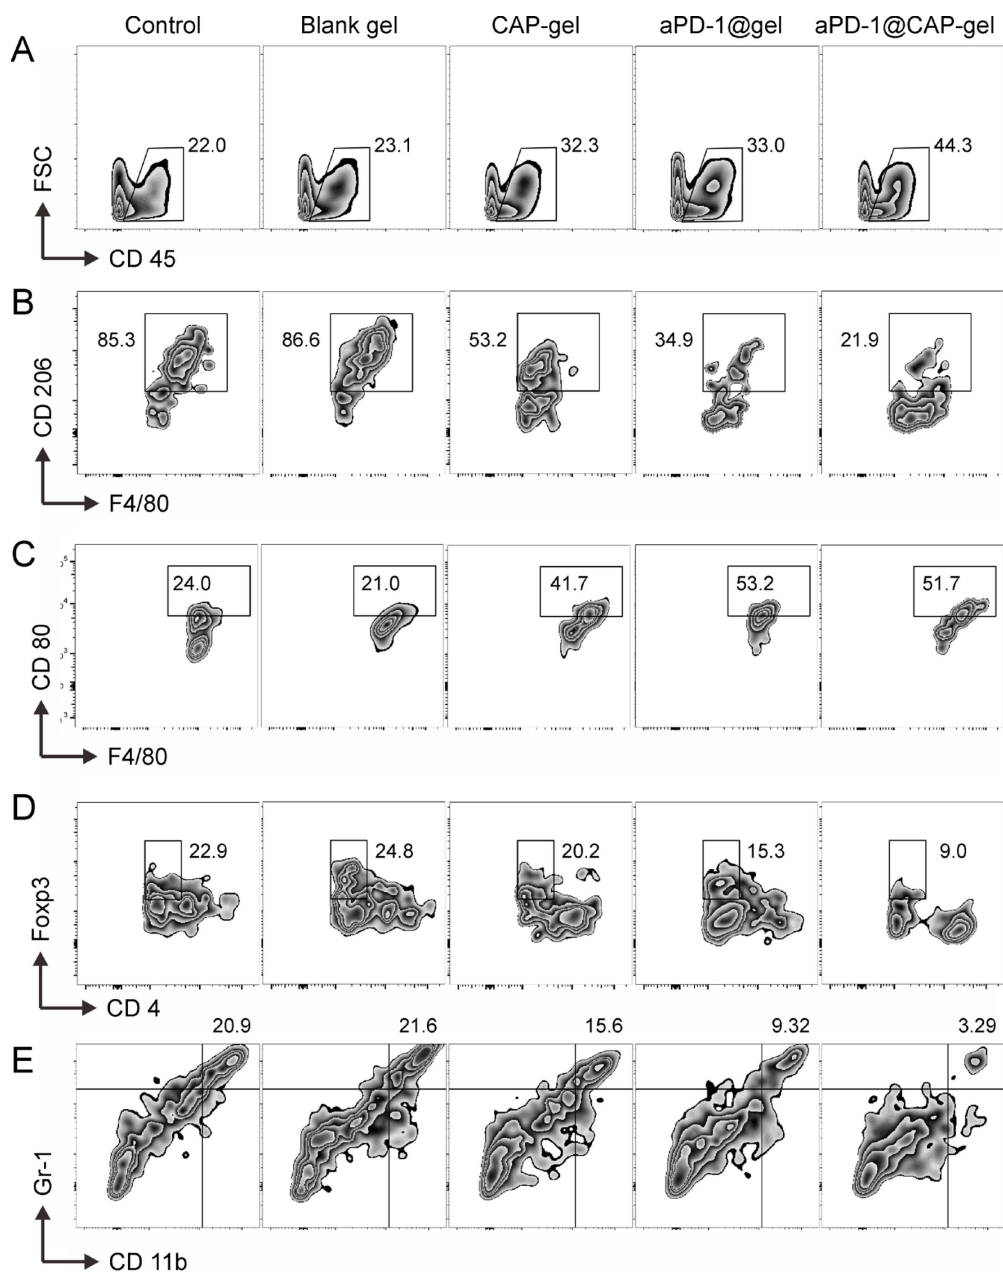 Control Blank gel CAP-gel aPD-1@gel aPD-1@CAP-gel
A
22.0 23.1 32.3 33.0 44.3
FSC
CD 45
B
85.3 86.6 53.2 34.9 21.9
CD 206
F4/80
C
24.0 21.0 41.7 53.2 51.7
CD 80
F4/80
D
22.9 24.8 20.2 15.3 9.0
Foxp3
CD 4
20.9 21.6 15.6 9.32 3.29
E
Gr-1
CD 11b